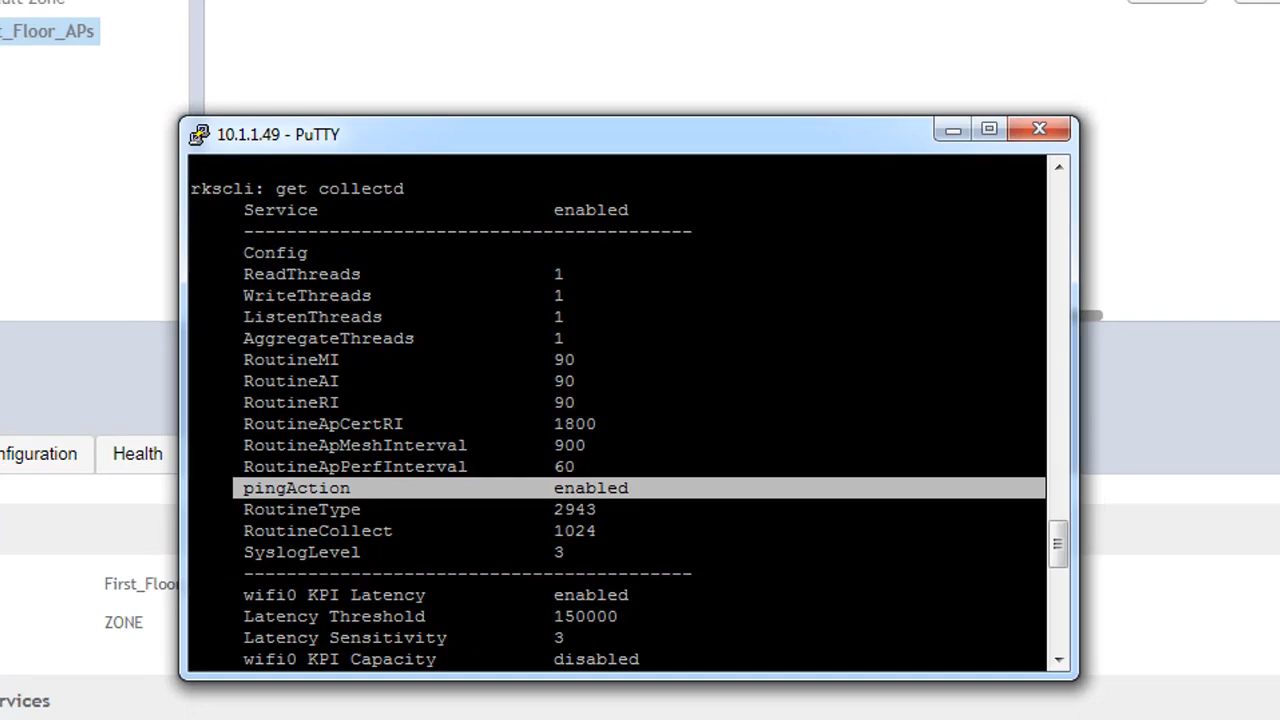 t_Floor_APs
10.1.1.49 - PuTTY
rkscli: get collectd
Service enabled
------------------------------------------
Config
ReadThreads 1
WriteThreads 1
ListenThreads 1
AggregateThreads 1
RoutineMI 90
RoutineAI 90
RoutineRI 90
RoutineApCertRI 1800
RoutineApMeshInterval 900
RoutineApPerfInterval 60
pingAction enabled
RoutineType 2943
RoutineCollect 1024
SyslogLevel 3
------------------------------------------
wifi0 KPI Latency enabled
Latency Threshold 150000
Latency Sensitivity 3
wifi0 KPI Capacity disabled
nfiguration Health
First_Floo
ZONE
rvices